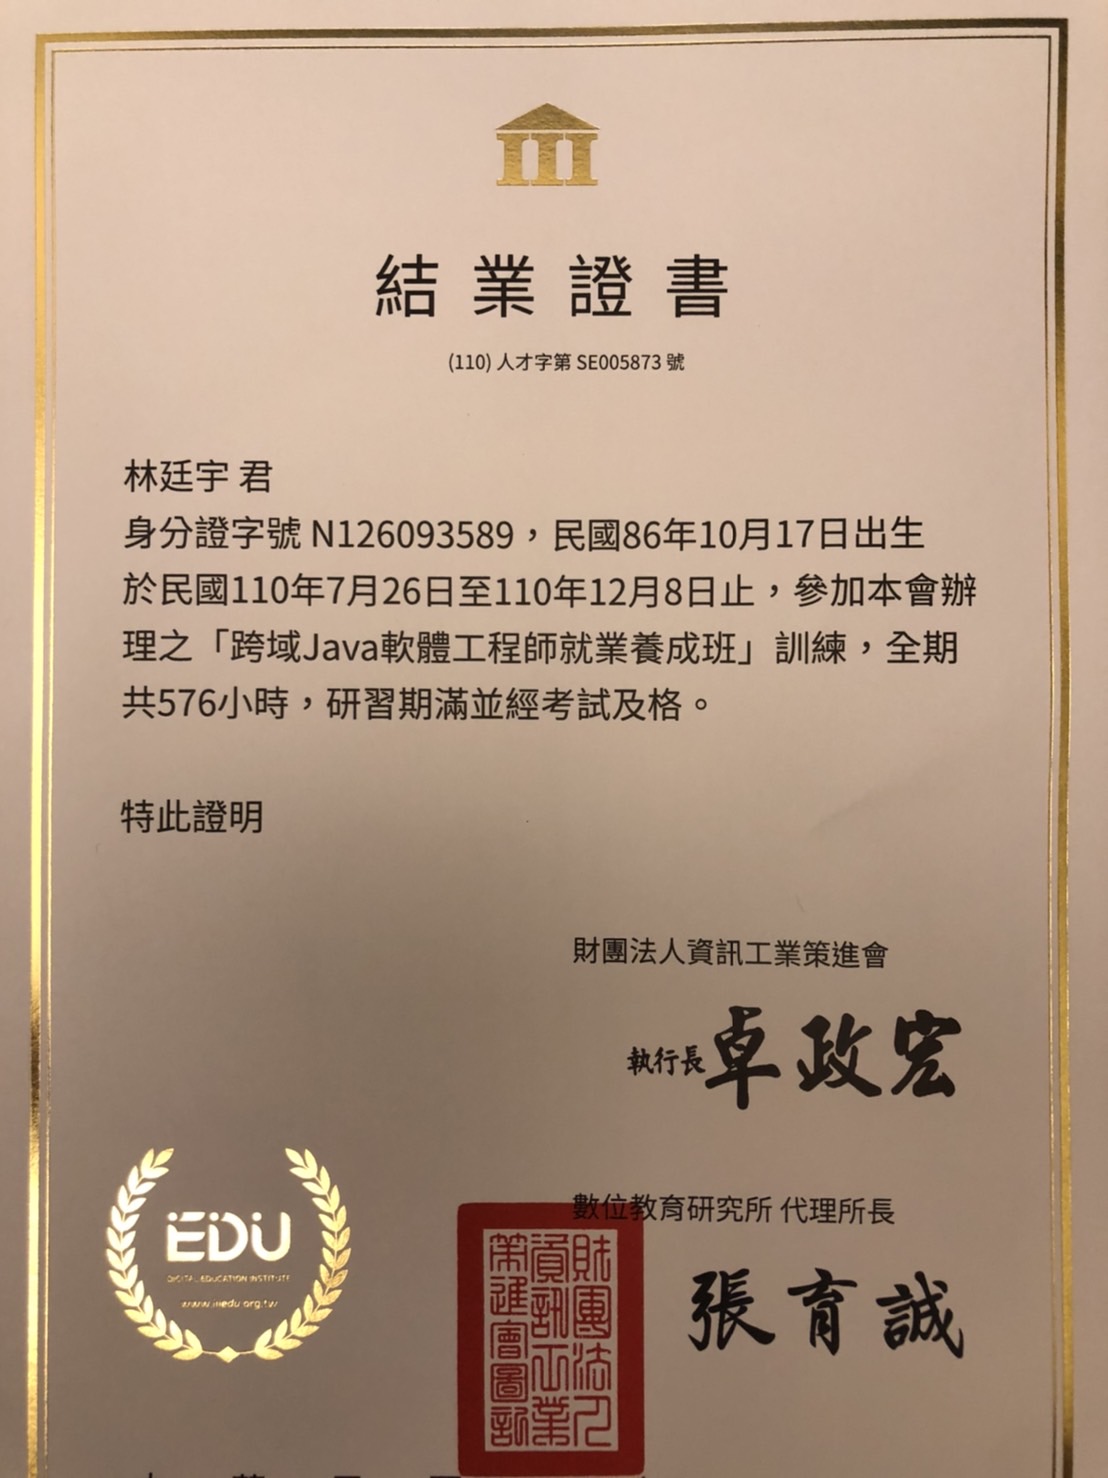 結業證書
(110) 人才字第 SE005873 號
林廷宇 君
身分證字號 N126093589，民國86年10月17日出生
於民國110年7月26日至110年12月8日止，參加本會辦
理之「跨域Java軟體工程師就業養成班」訓練，全期
共576小時，研習期滿並經考試及格。
特此證明
財團法人資訊工業策進會
執行長 卓政宏
數位教育研究所 代理所長
張育誠
財團法人
資訊工業
策進會圖記
iEDU
DIGITAL EDUCATION INSTITUTE
www.iiiedu.org.tw